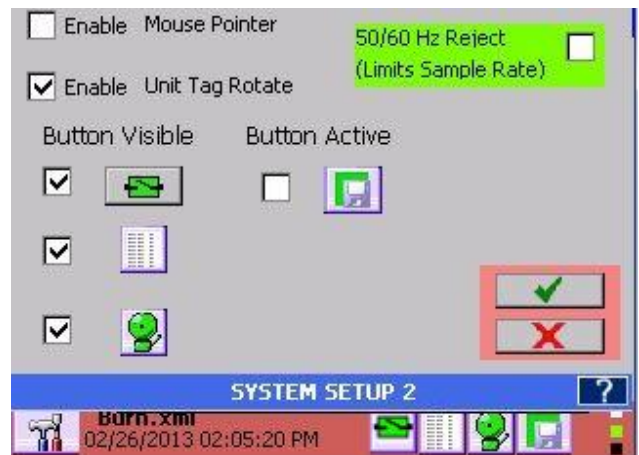 Enable Mouse Pointer
50/60 Hz Reject
(Limits Sample Rate)
Enable Unit Tag Rotate
Button Visible Button Active
SYSTEM SETUP 2 ?
Burn.xml
02/26/2013 02:05:20 PM